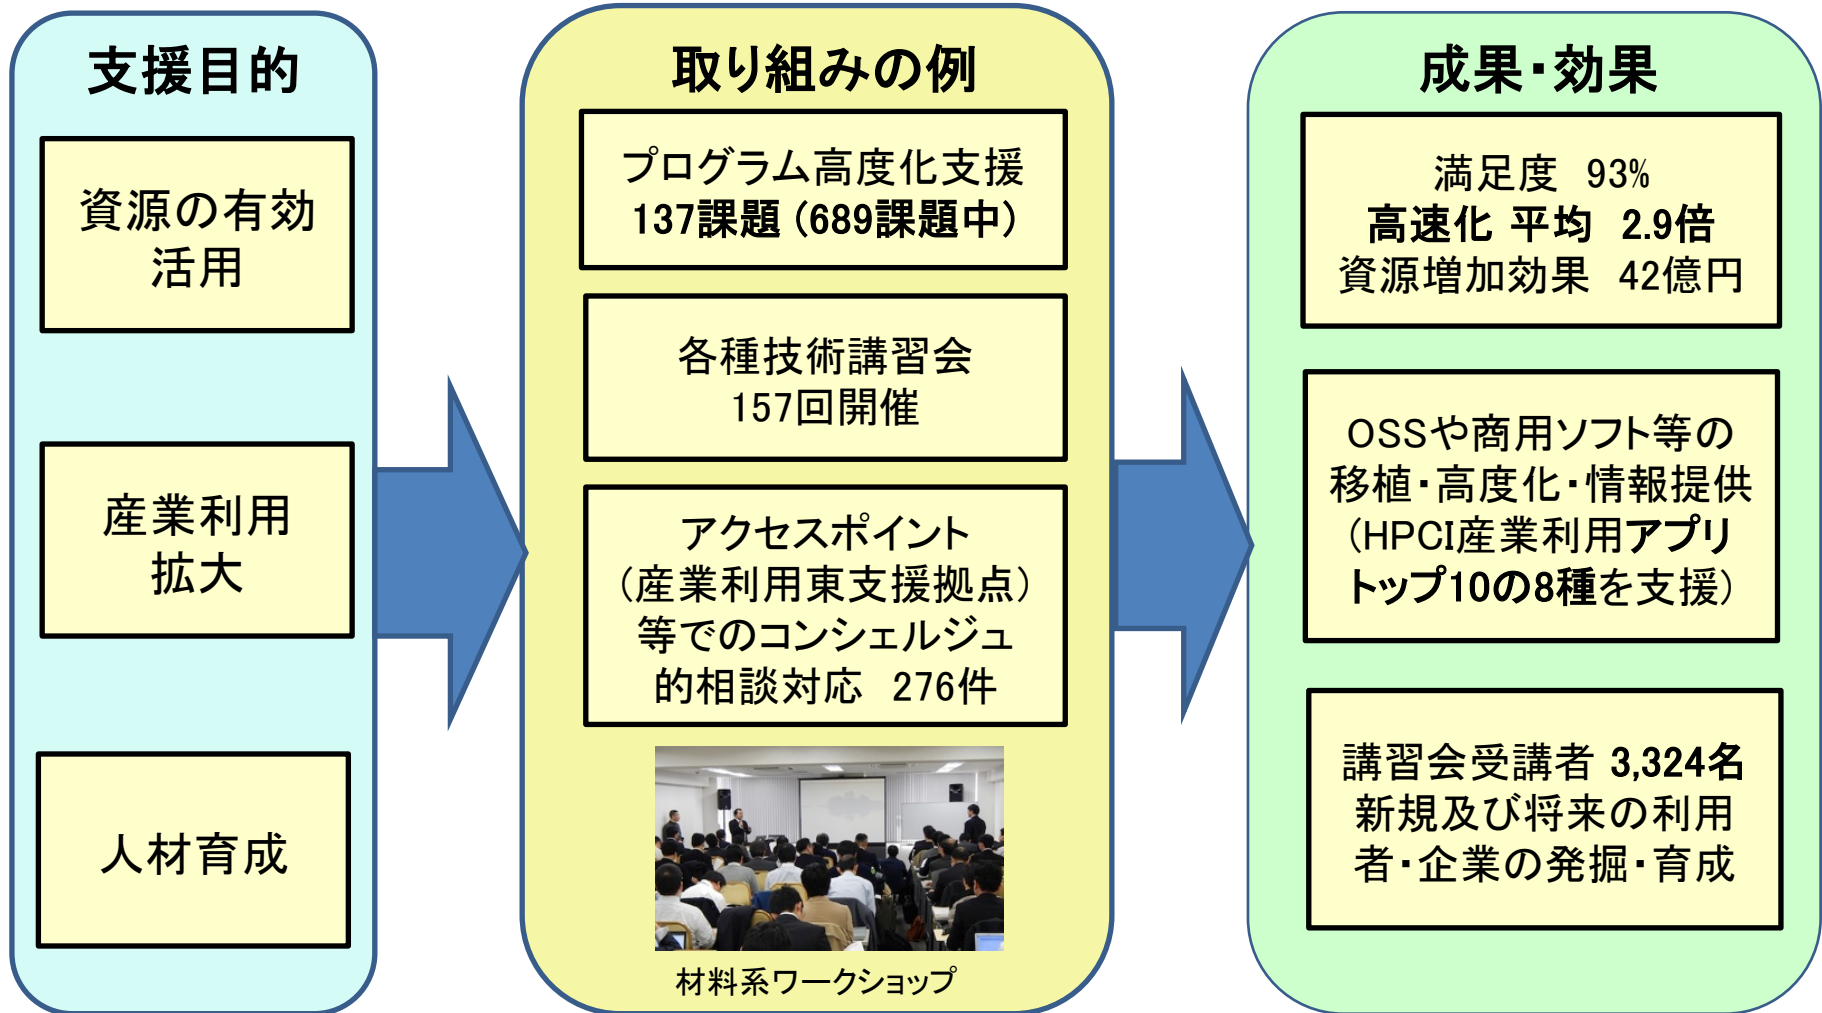 支援目的
資源の有効
活用
産業利用
拡大
人材育成
取り組みの例
プログラム高度化支援
137課題（689課題中）
各種技術講習会
157回開催
アクセスポイント
（産業利用東支援拠点）
等でのコンシェルジュ
的相談対応　276件
材料系ワークショップ
成果・効果
満足度　93%
高速化 平均　2.9倍
資源増加効果　42億円
OSSや商用ソフト等の
移植・高度化・情報提供
（HPCI産業利用アプリ
トップ10の8種を支援）
講習会受講者 3,324名
新規及び将来の利用
者・企業の発掘・育成